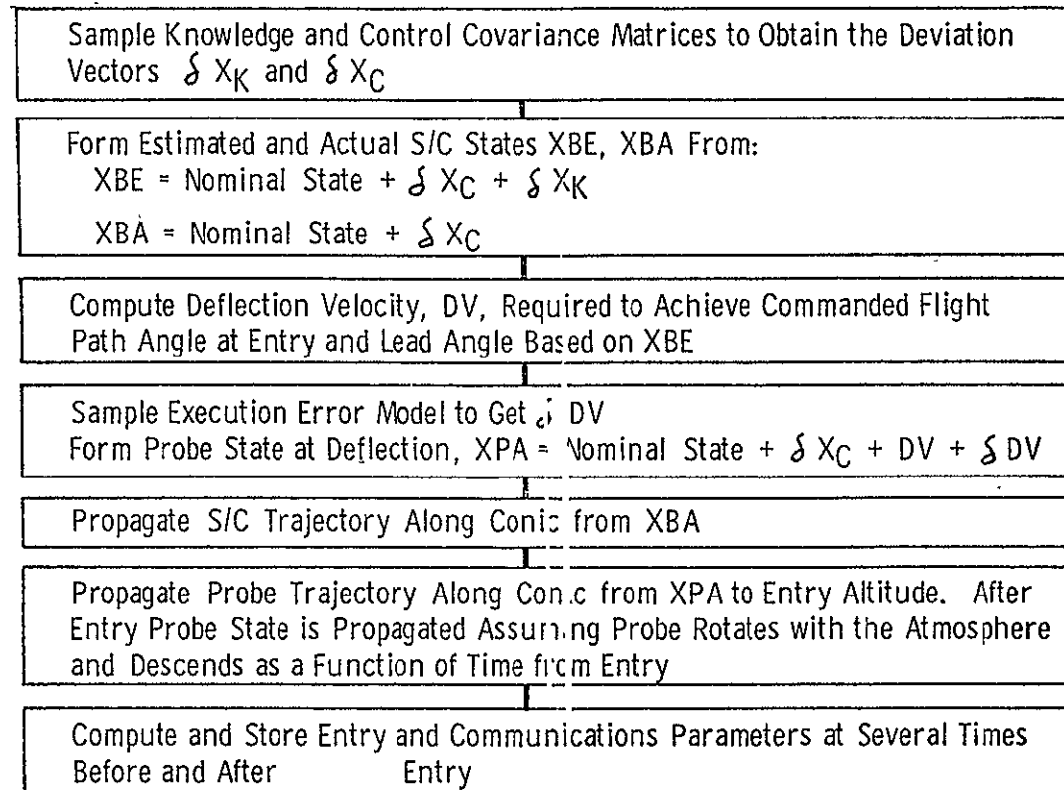 Sample Knowledge and Control Covariance Matrices to Obtain the Deviation
Vectors δ XK and δ XC
Form Estimated and Actual S/C States XBE, XBA From:
XBE = Nominal State + δ XC + δ XK
XBA = Nominal State + δ XC
Compute Deflection Velocity, DV, Required to Achieve Commanded Flight
Path Angle at Entry and Lead Angle Based on XBE
Sample Execution Error Model to Get δ DV
Form Probe State at Deflection, XPA = Nominal State + δ XC + DV + δ DV
Propagate S/C Trajectory Along Conic from XBA
Propagate Probe Trajectory Along Conic from XPA to Entry Altitude. After
Entry Probe State is Propagated Assuming Probe Rotates with the Atmosphere
and Descends as a Function of Time from Entry
Compute and Store Entry and Communications Parameters at Several Times
Before and After Entry